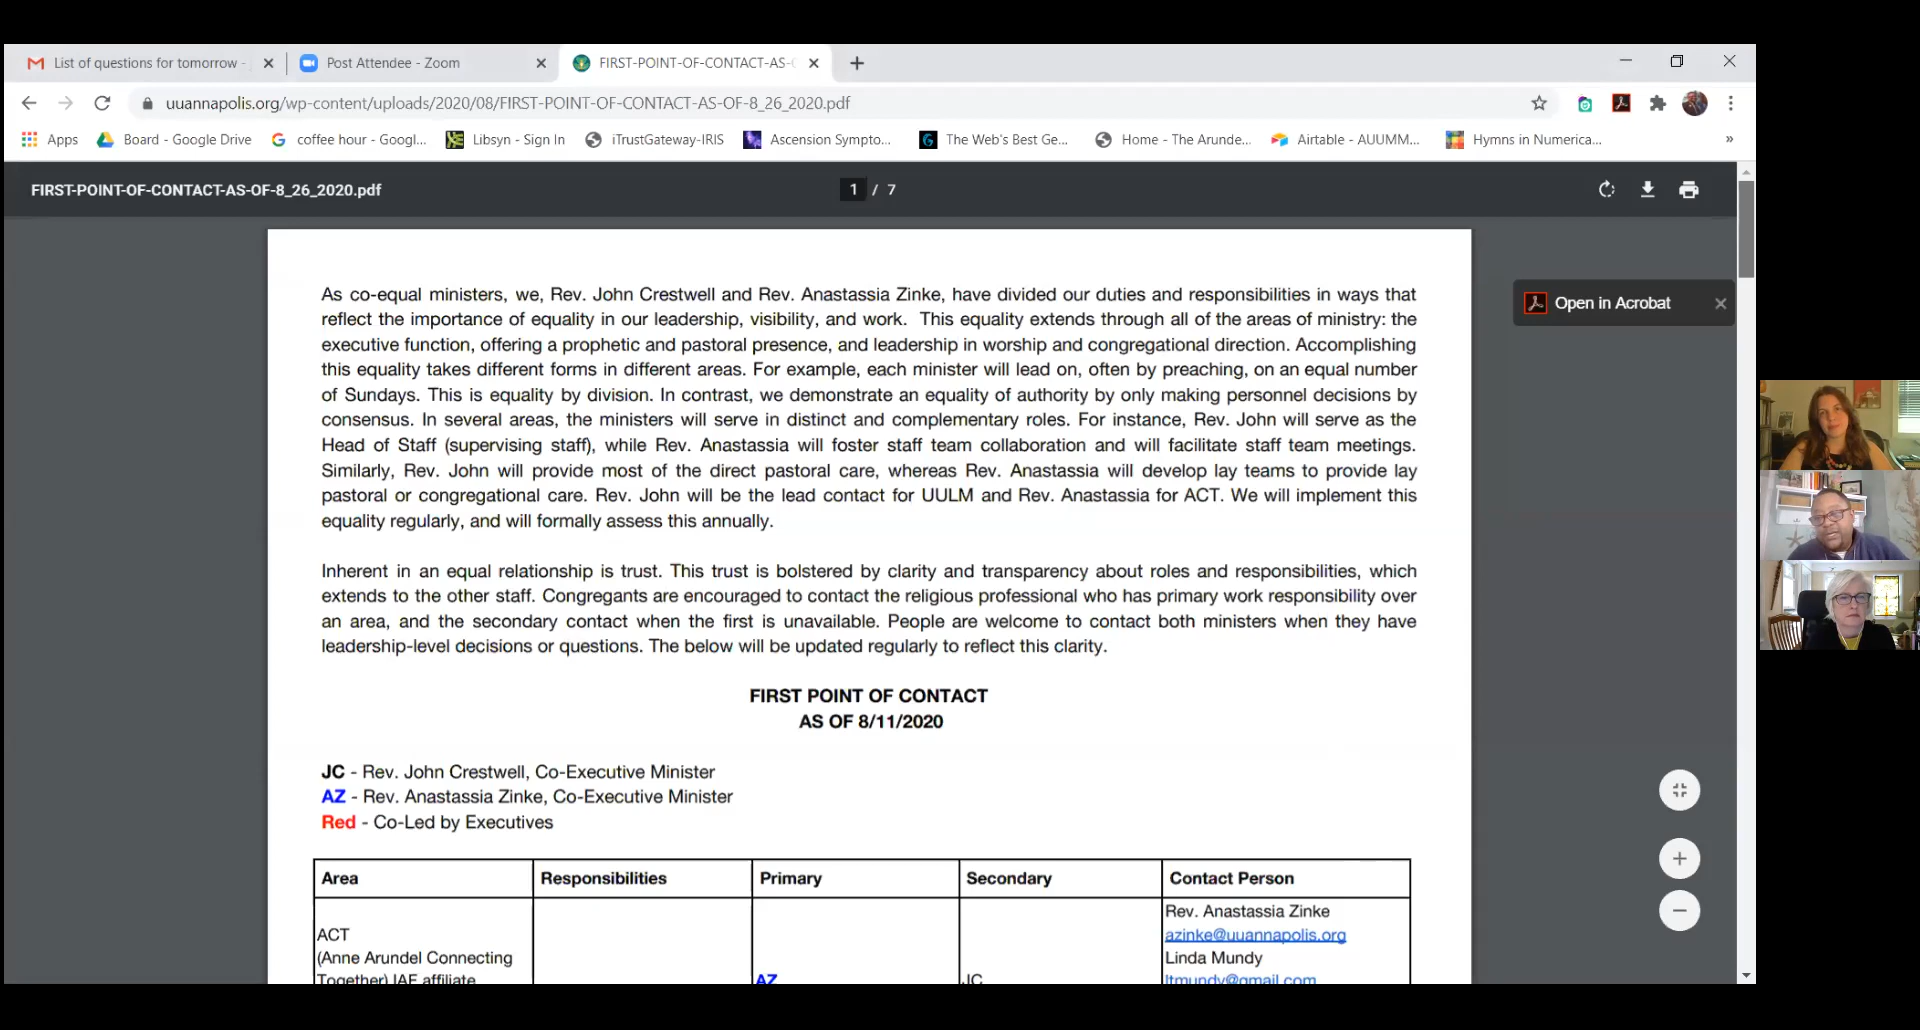 List of questions for tomorrow -
Post Attendee - Zoom
FIRST-POINT-OF-CONTACT-AS-
uuannapolis.org/wp-content/uploads/2020/08/FIRST-POINT-OF-CONTACT-AS-OF-8_26_2020.pdf
Apps
Board - Google Drive
coffee hour - Googl...
Libsyn - Sign In
iTrustGateway-IRIS
Ascension Sympto...
The Web's Best Ge...
Home - The Arunde...
Airtable - AUUMM...
Hymns in Numerica...
»
FIRST-POINT-OF-CONTACT-AS-OF-8_26_2020.pdf
1 / 7
Open in Acrobat
As co-equal ministers, we, Rev. John Crestwell and Rev. Anastassia Zinke, have divided our duties and responsibilities in ways that
reflect the importance of equality in our leadership, visibility, and work. This equality extends through all of the areas of ministry: the
executive function, offering a prophetic and pastoral presence, and leadership in worship and congregational direction. Accomplishing
this equality takes different forms in different areas. For example, each minister will lead on, often by preaching, on an equal number
of Sundays. This is equality by division. In contrast, we demonstrate an equality of authority by only making personnel decisions by
consensus. In several areas, the ministers will serve in distinct and complementary roles. For instance, Rev. John will serve as the
Head of Staff (supervising staff), while Rev. Anastassia will foster staff team collaboration and will facilitate staff team meetings.
Similarly, Rev. John will provide most of the direct pastoral care, whereas Rev. Anastassia will develop lay teams to provide lay
pastoral or congregational care. Rev. John will be the lead contact for UULM and Rev. Anastassia for ACT. We will implement this
equality regularly, and will formally assess this annually.
Inherent in an equal relationship is trust. This trust is bolstered by clarity and transparency about roles and responsibilities, which
extends to the other staff. Congregants are encouraged to contact the religious professional who has primary work responsibility over
an area, and the secondary contact when the first is unavailable. People are welcome to contact both ministers when they have
leadership-level decisions or questions. The below will be updated regularly to reflect this clarity.
FIRST POINT OF CONTACT
AS OF 8/11/2020
JC - Rev. John Crestwell, Co-Executive Minister
AZ - Rev. Anastassia Zinke, Co-Executive Minister
Red - Co-Led by Executives
Area Responsibilities Primary Secondary Contact Person
Rev. Anastassia Zinke
ACT azinke@uuannapolis.org
(Anne Arundel Connecting Linda Mundy
Together) IAF affiliate AZ JC ltmundy@gmail.com